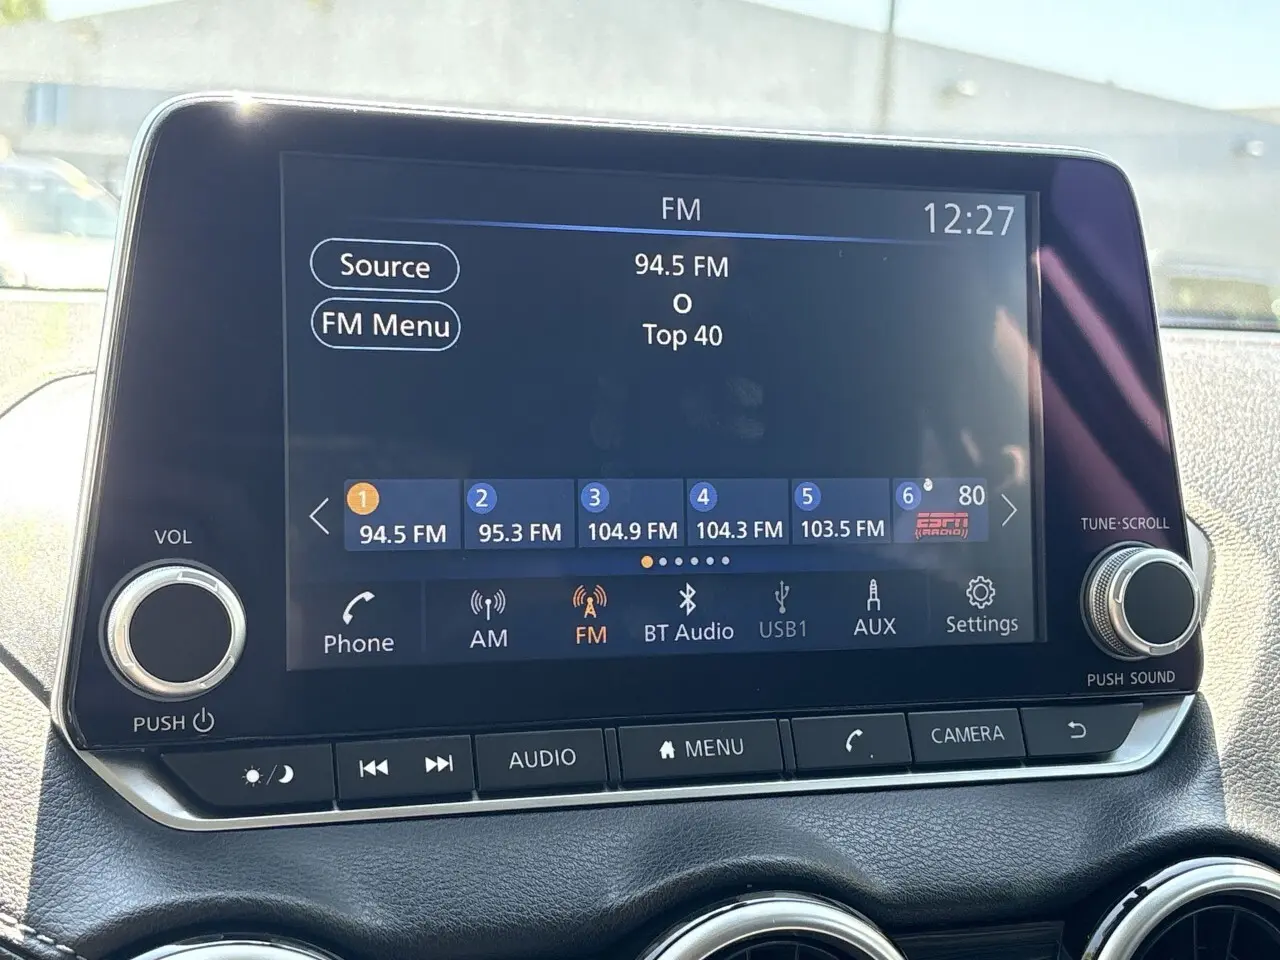 FM
12:27
Source
94.5 FM
O
FM Menu
Top 40
1
94.5 FM
2
95.3 FM
3
104.9 FM
4
104.3 FM
5
103.5 FM
6
80
ESPN
RADIO
VOL
TUNE·SCROLL
Phone
AM
FM
BT Audio
USB1
AUX
Settings
PUSH
PUSH SOUND
AUDIO
MENU
CAMERA